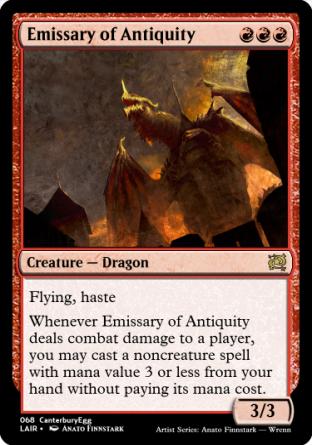 Emissary of Antiquity
Creature — Dragon
Flying, haste
Whenever Emissary of Antiquity
deals combat damage to a player,
you may cast a noncreature spell
with mana value 3 or less from your
hand without paying its mana cost.
3/3
068 CanterburyEgg
LAIR • Anato Finnstark
Artist Series: Anato Finnstark — Wrenn